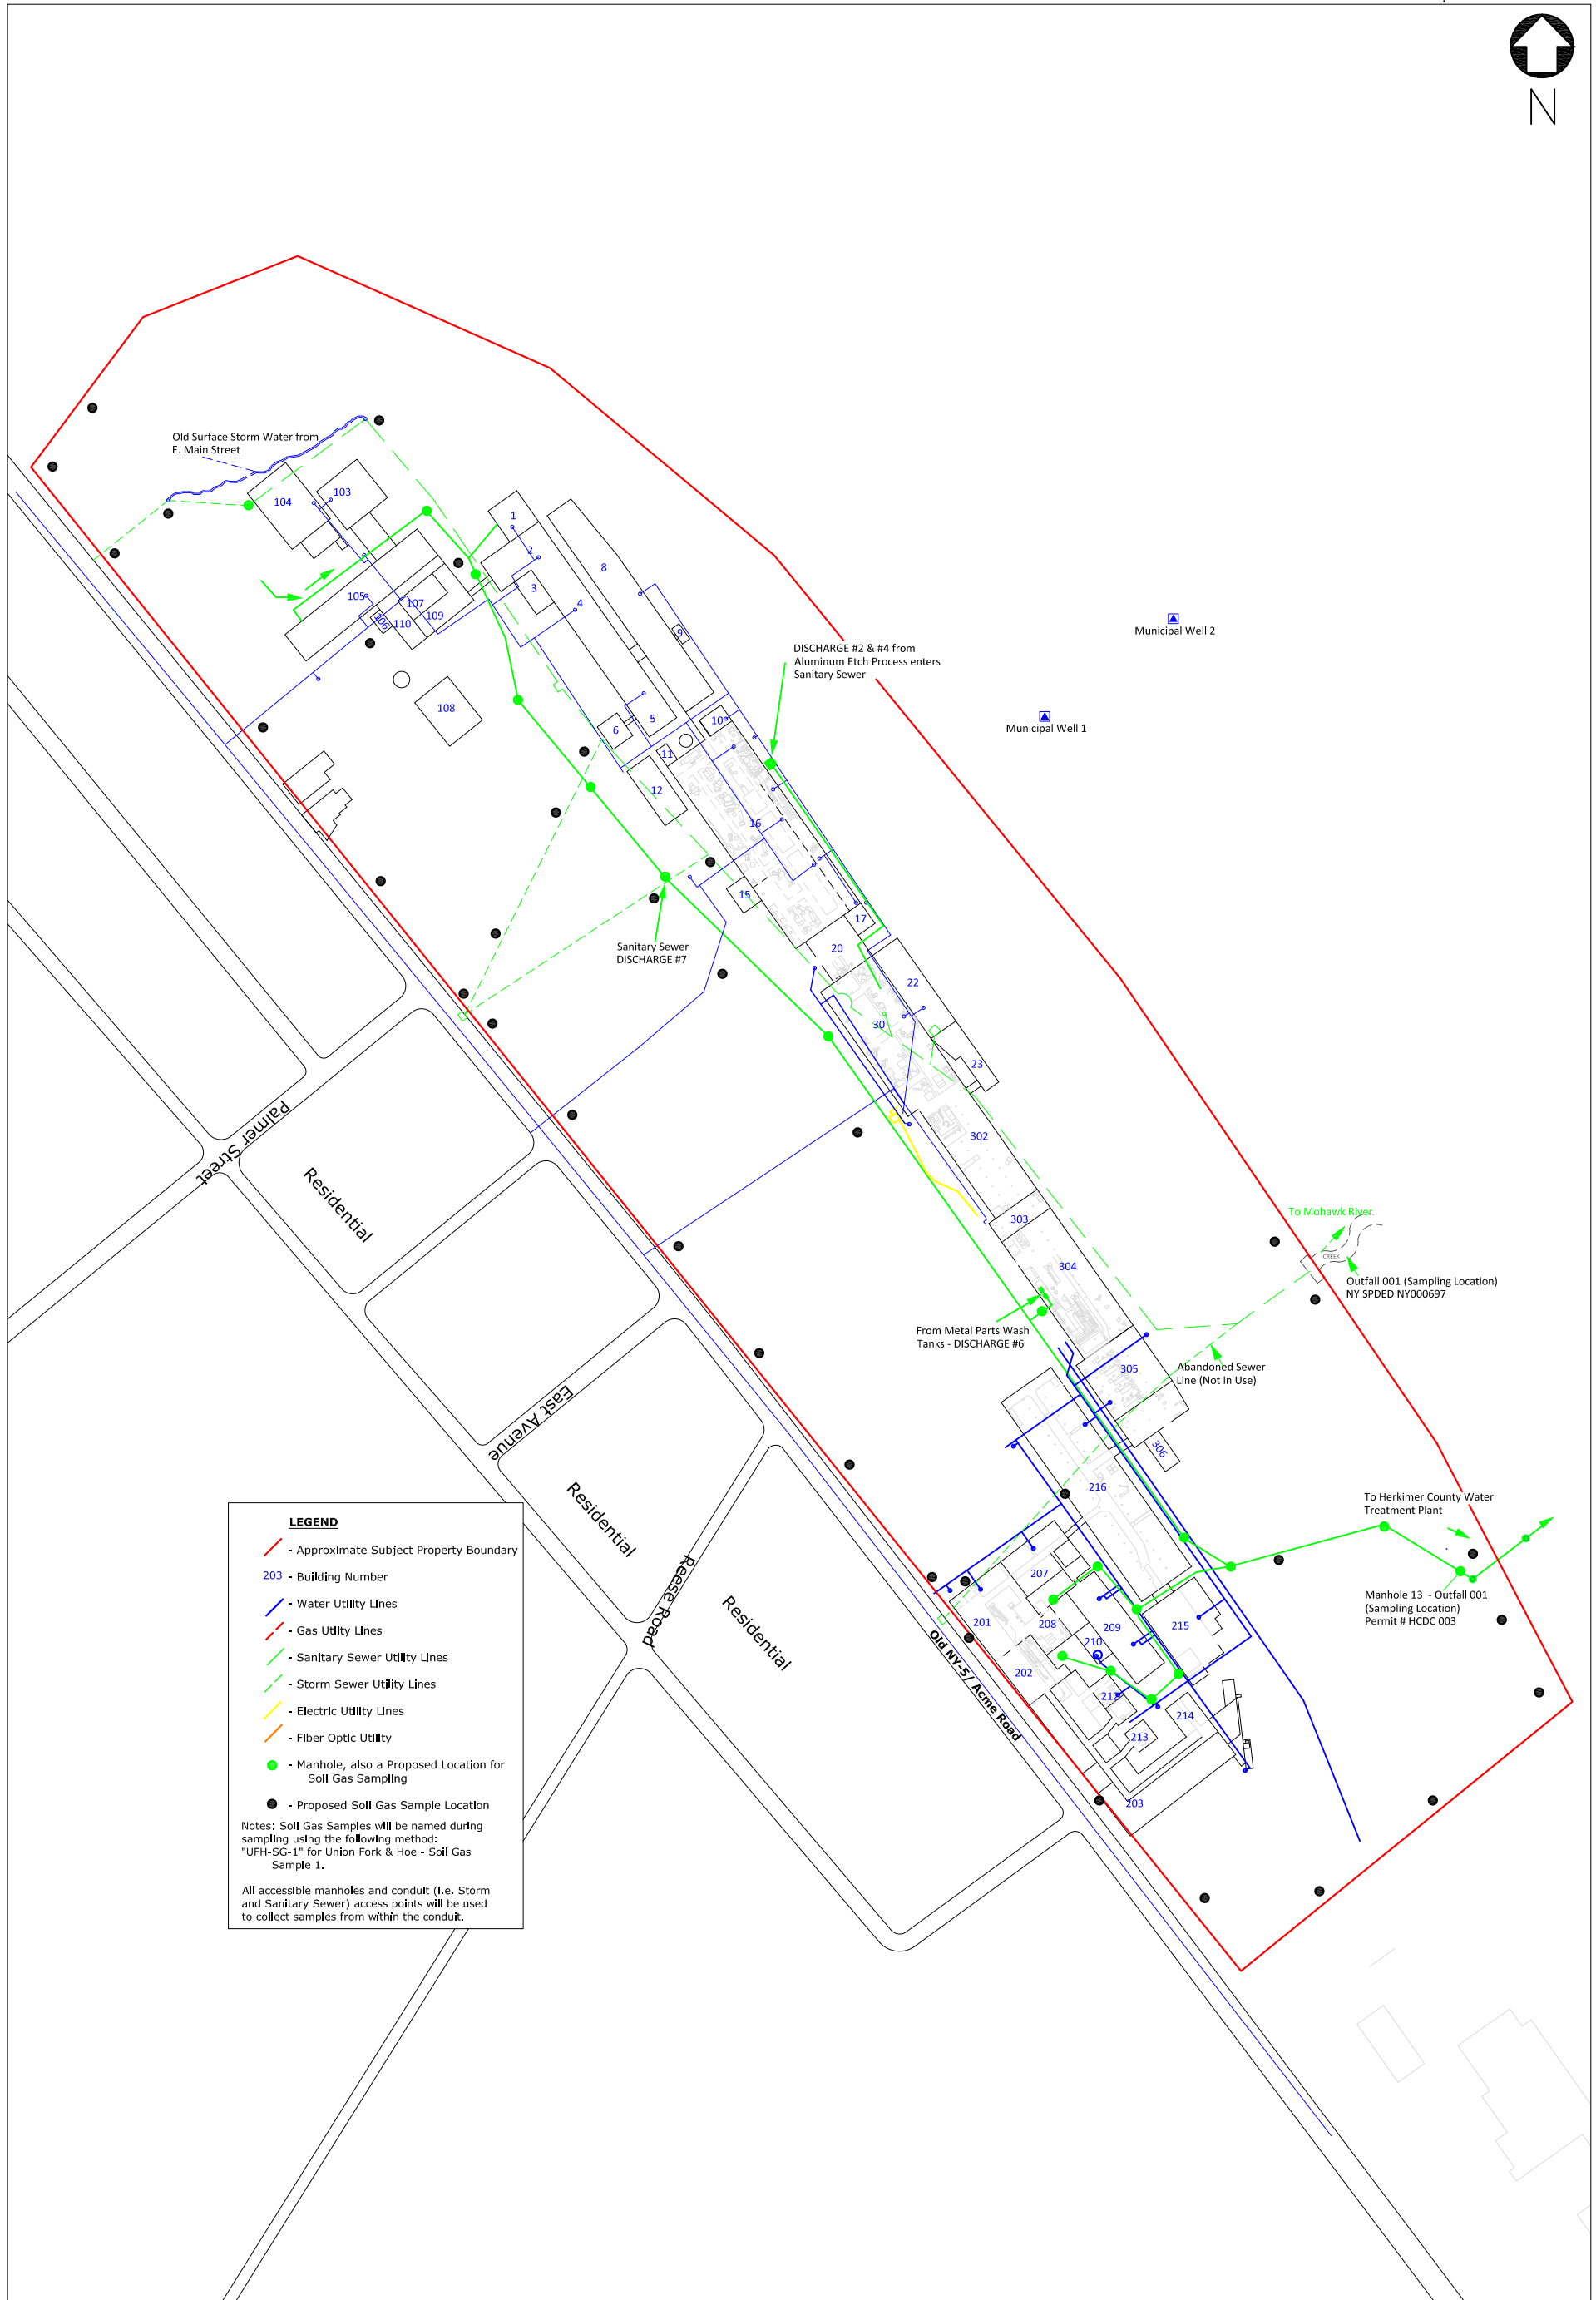 N
Old Surface Storm Water from
E. Main Street
104
103
1
2
8
3
4
105
107
106
110
109
9
108
5
6
10
11
12
16
15
17
20
22
30
23
302
303
304
305
306
DISCHARGE #2 & #4 from
Aluminum Etch Process enters
Sanitary Sewer
Municipal Well 2
Municipal Well 1
Sanitary Sewer
DISCHARGE #7
Palmer Street
Residential
East Avenue
Residential
Reese Road
Residential
Old NY-5/ Acme Road
To Mohawk River
CREEK
Outfall 001 (Sampling Location)
NY SPDED NY000697
From Metal Parts Wash
Tanks - DISCHARGE #6
Abandoned Sewer
Line (Not in Use)
216
207
201
208
209
210
215
202
212
214
213
203
To Herkimer County Water
Treatment Plant
Manhole 13 - Outfall 001
(Sampling Location)
Permit # HCDC 003
LEGEND
- Approximate Subject Property Boundary
203 - Building Number
- Water Utility Lines
- Gas Utility Lines
- Sanitary Sewer Utility Lines
- Storm Sewer Utility Lines
- Electric Utility Lines
- Fiber Optic Utility
- Manhole, also a Proposed Location for
Soil Gas Sampling
- Proposed Soil Gas Sample Location
Notes: Soil Gas Samples will be named during
sampling using the following method:
"UFH-SG-1" for Union Fork & Hoe - Soil Gas
Sample 1.
All accessible manholes and conduit (i.e. Storm
and Sanitary Sewer) access points will be used
to collect samples from within the conduit.